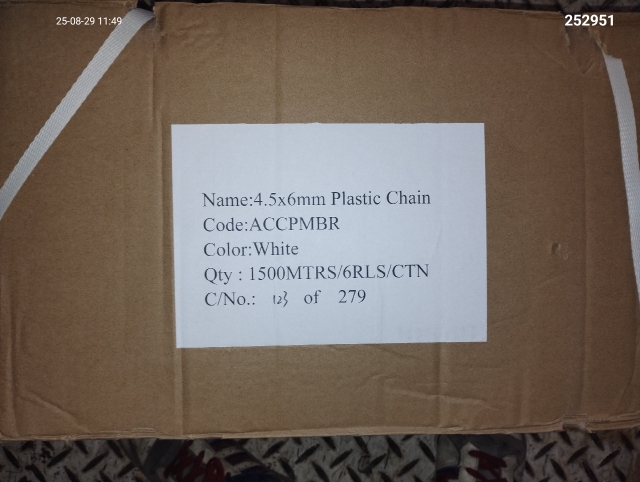 25-08-29 11:49
252951
Name:4.5x6mm Plastic Chain
Code:ACCPMBR
Color:White
Qty : 1500MTRS/6RLS/CTN
C/No.: 123 of 279